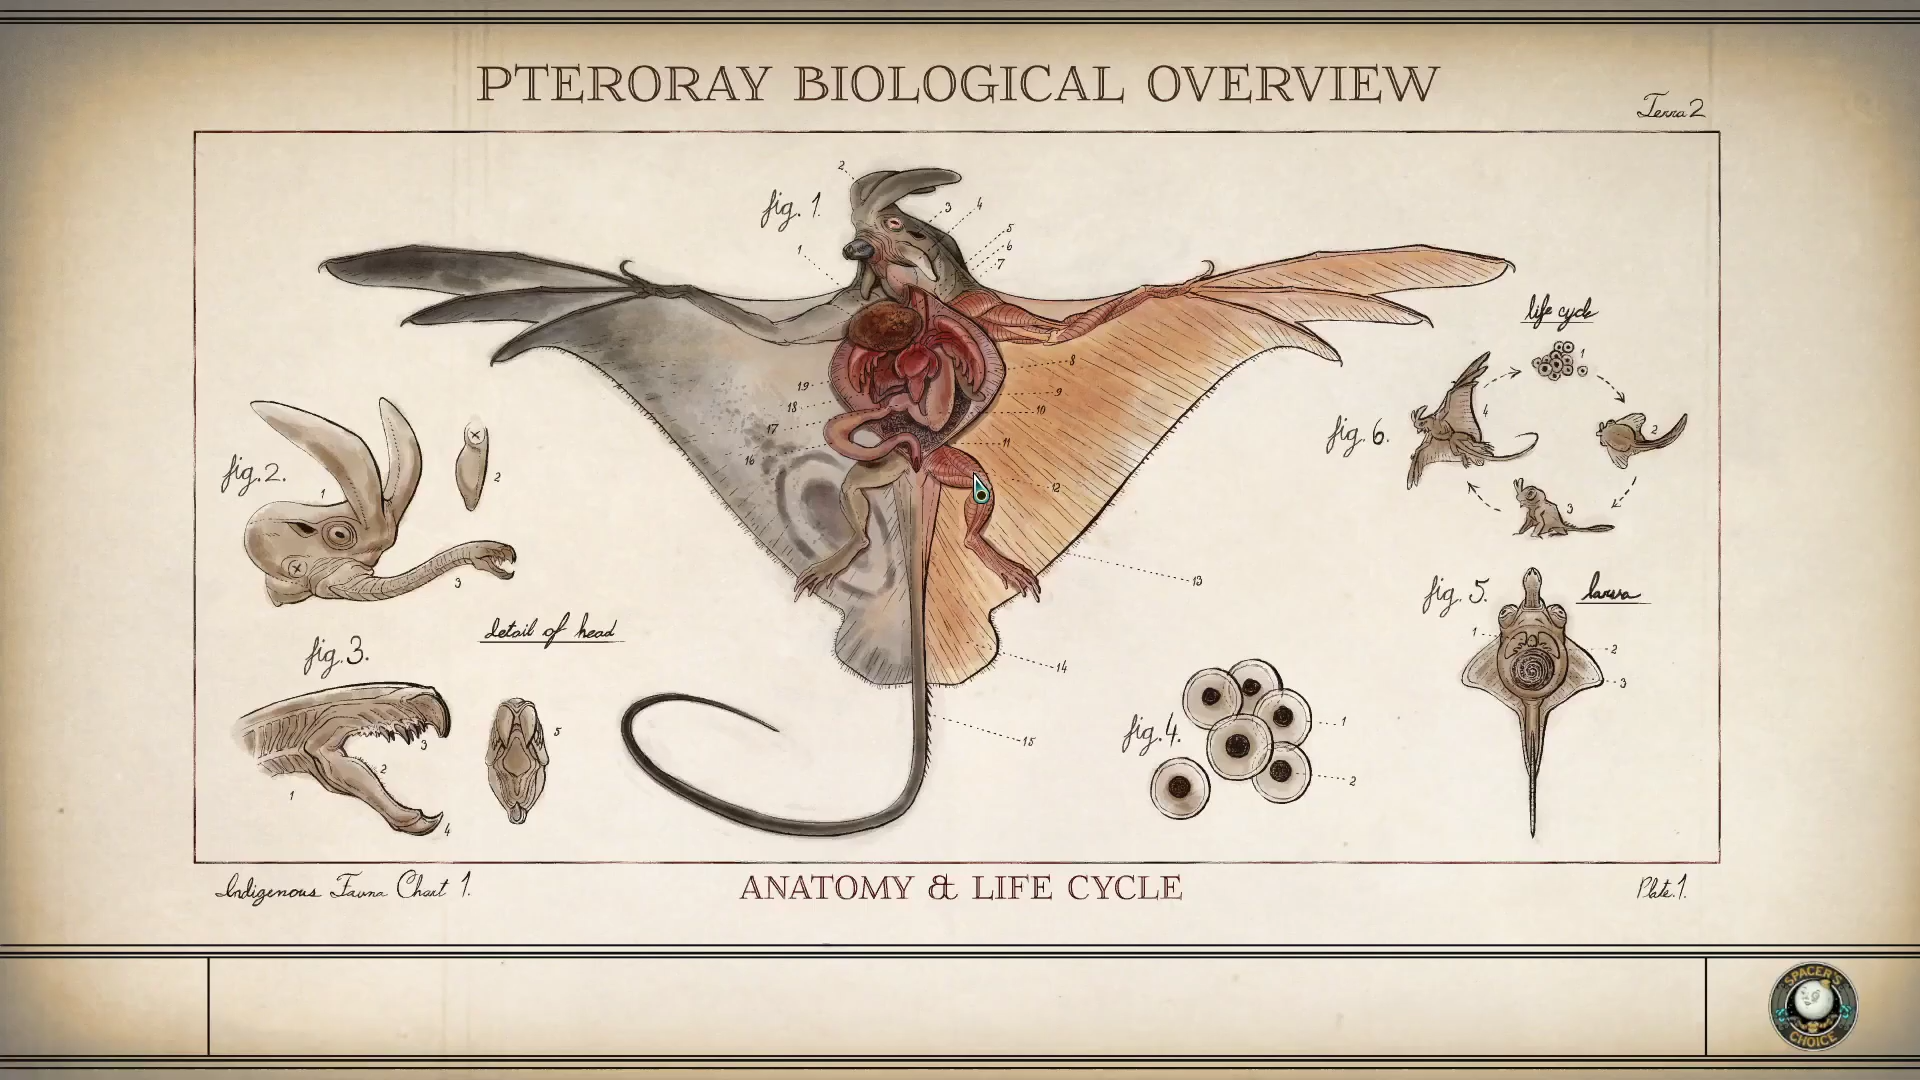 PTERORAY BIOLOGICAL OVERVIEW
Terra 2
fig. 1.
2
3
4
5
6
7
1
8
9
10
11
12
13
14
15
19
18
17
16
fig. 2.
1
2
3
detail of head
fig. 3.
1
2
3
4
5
fig. 4.
1
2
life cycle
fig. 6.
1
2
3
4
fig. 5.
larva
1
2
3
Indigenous Fauna Chart 1.
ANATOMY & LIFE CYCLE
Plate. 1.
SPACER'S
CHOICE